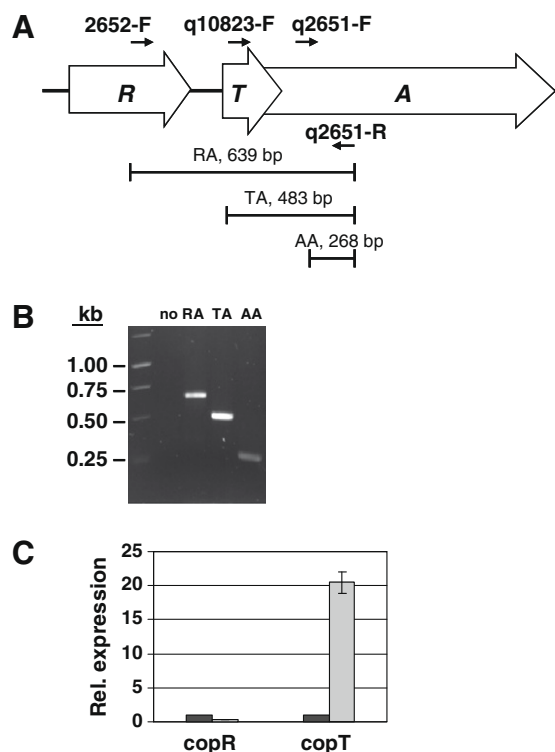 A
2652-F q10823-F q2651-F
R T A
q2651-R
RA, 639 bp
TA, 483 bp
AA, 268 bp
B
kb no RA TA AA
1.00
0.75
0.50
0.25
C
Rel. expression
25
20
15
10
5
0
copR copT